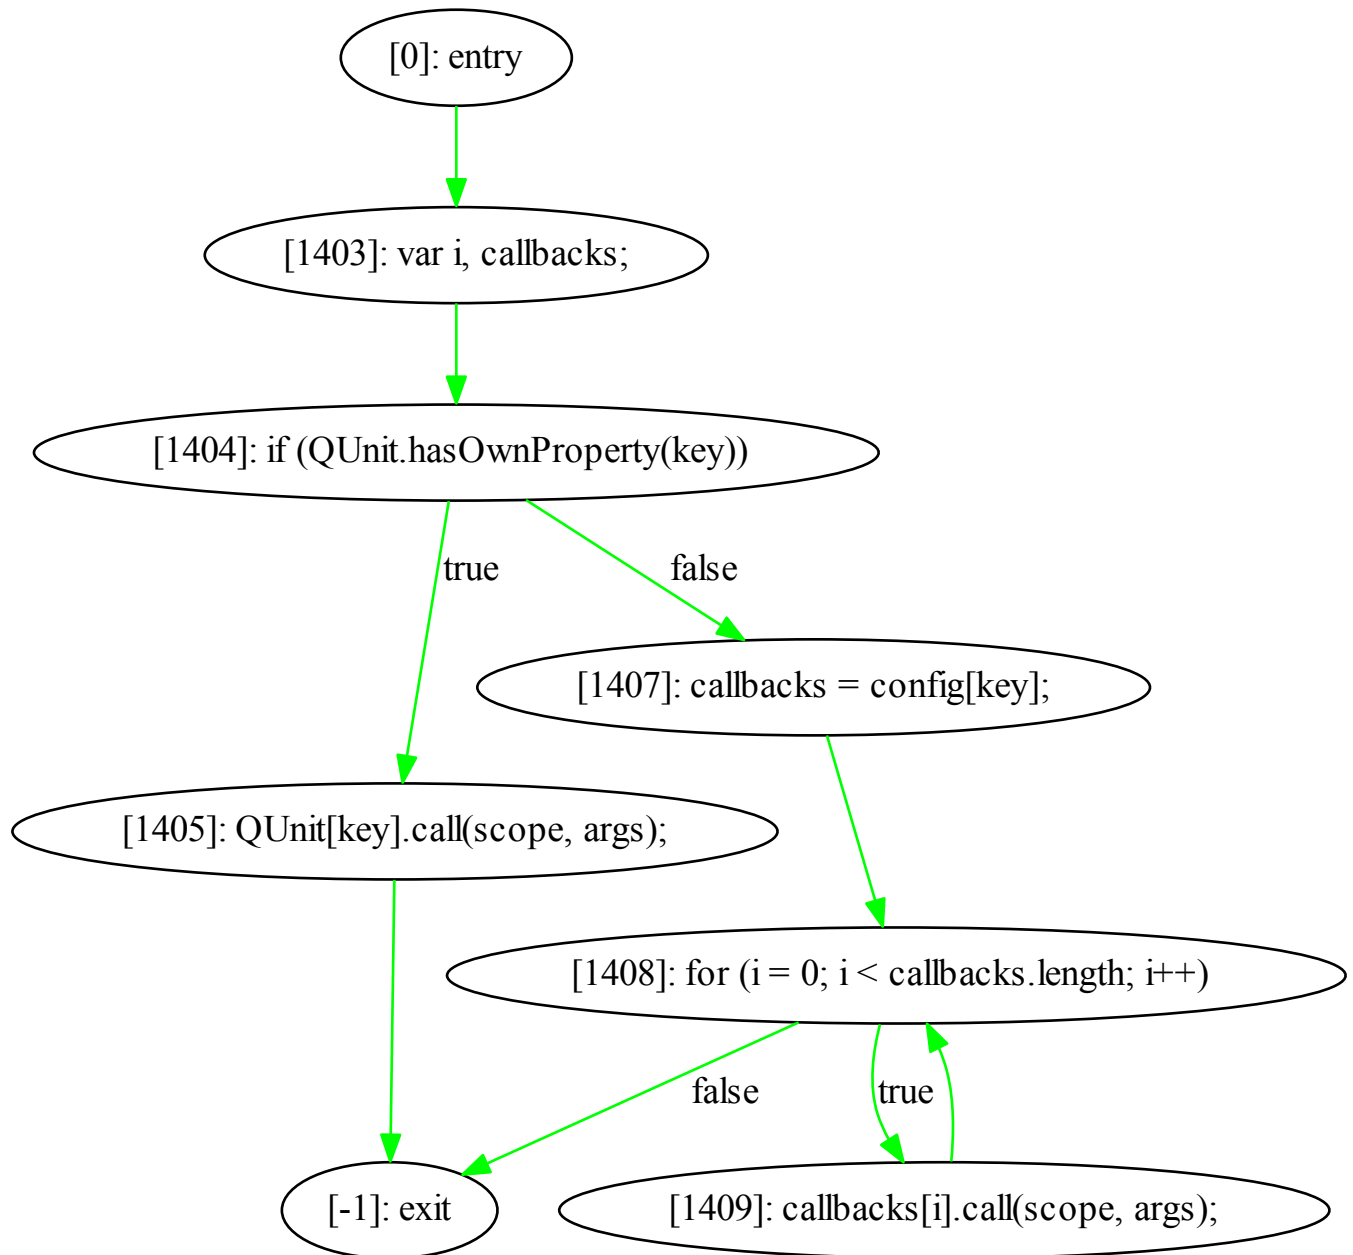 [0]: entry
[1403]: var i, callbacks;
[1404]: if (QUnit.hasOwnProperty(key))
true
false
[1407]: callbacks = config[key];
[1405]: QUnit[key].call(scope, args);
[1408]: for (i = 0; i < callbacks.length; i++)
false
true
[-1]: exit
[1409]: callbacks[i].call(scope, args);